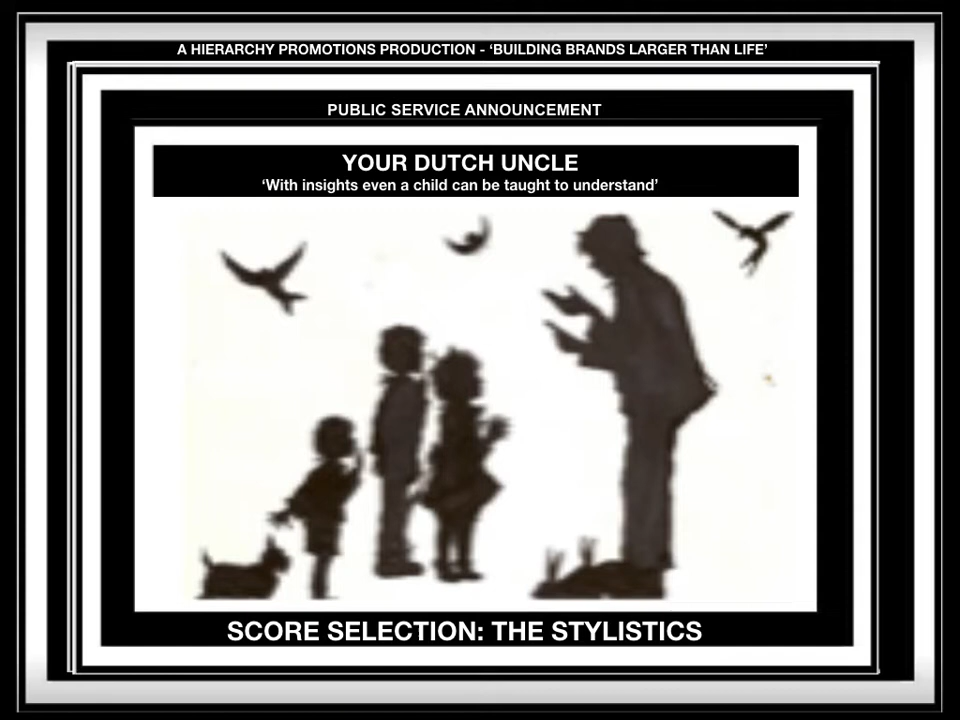 A HIERARCHY PROMOTIONS PRODUCTION - ‘BUILDING BRANDS LARGER THAN LIFE’
PUBLIC SERVICE ANNOUNCEMENT
YOUR DUTCH UNCLE
‘With insights even a child can be taught to understand’
SCORE SELECTION: THE STYLISTICS